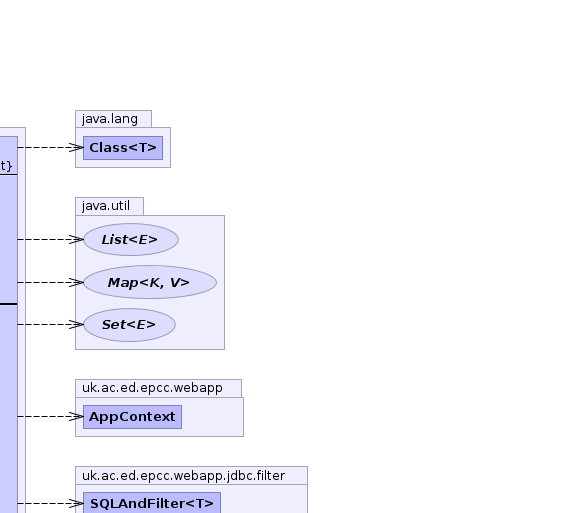 java.lang
Class<T>
t}
java.util
List<E>
Map<K, V>
Set<E>
uk.ac.ed.epcc.webapp
AppContext
uk.ac.ed.epcc.webapp.jdbc.filter
SQLAndFilter<T>